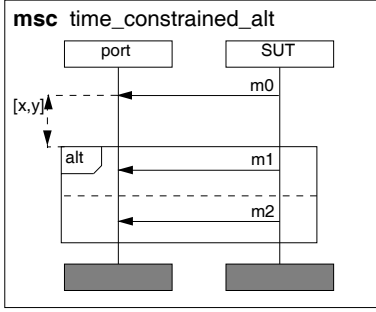 msc time_constrained_alt
port SUT
m0
[x,y]
alt m1
m2